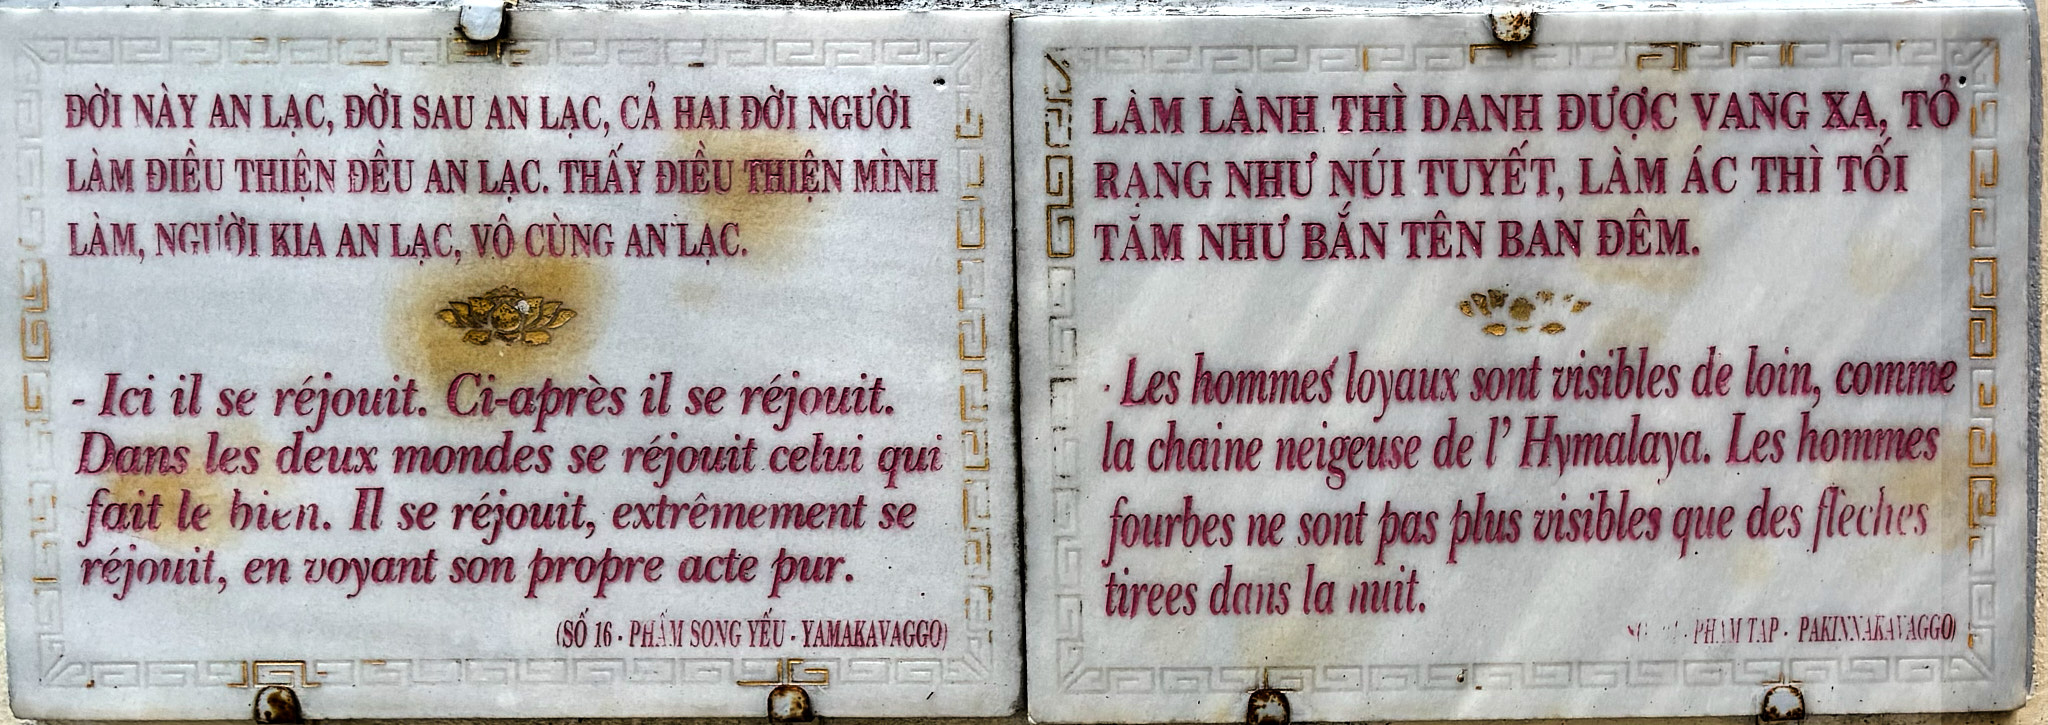 ĐỜI NÀY AN LẠC, ĐỜI SAU AN LẠC, CẢ HAI ĐỜI NGƯỜI
LÀM ĐIỀU THIỆN ĐỀU AN LẠC. THẤY ĐIỀU THIỆN MÌNH
LÀM, NGƯỜI KIA AN LẠC, VÔ CÙNG AN LẠC.
- Ici il se réjouit. Ci-après il se réjouit.
Dans les deux mondes se réjouit celui qui
fait le bien. Il se réjouit, extrêmement se
réjouit, en voyant son propre acte pur.
(SỐ 16 - PHẨM SONG YẾU - YAMAKAVAGGO)
LÀM LÀNH THÌ DANH ĐƯỢC VANG XA, TỎ
RẠNG NHƯ NÚI TUYẾT, LÀM ÁC THÌ TỐI
TĂM NHƯ BẮN TÊN BAN ĐÊM.
- Les hommes loyaux sont visibles de loin, comme
la chaine neigeuse de l' Hymalaya. Les hommes
fourbes ne sont pas plus visibles que des flèches
tirees dans la nuit.
- PHẨM TẠP - PAKINNAKAVAGGO)